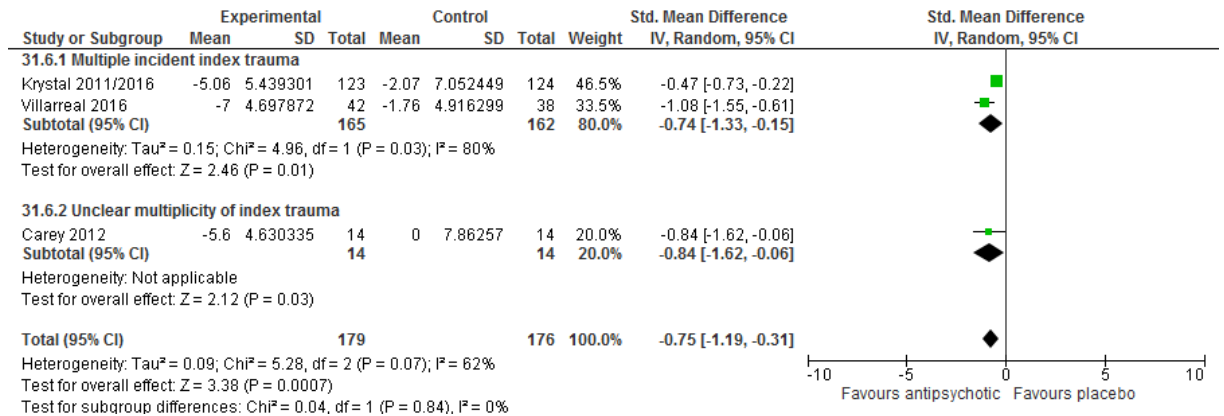 Experimental Control Std. Mean Difference Std. Mean Difference
Study or Subgroup Mean SD Total Mean SD Total Weight IV, Random, 95% CI IV, Random, 95% CI
31.6.1 Multiple incident index trauma
Krystal 2011/2016 -5.06 5.439301 123 -2.07 7.052449 124 46.5% -0.47 [-0.73, -0.22]
Villarreal 2016 -7 4.697872 42 -1.76 4.916299 38 33.5% -1.08 [-1.55, -0.61]
Subtotal (95% CI) 165 162 80.0% -0.74 [-1.33, -0.15]
Heterogeneity: Tau² = 0.15; Chi² = 4.96, df = 1 (P = 0.03); I² = 80%
Test for overall effect: Z = 2.46 (P = 0.01)
31.6.2 Unclear multiplicity of index trauma
Carey 2012 -5.6 4.630335 14 0 7.86257 14 20.0% -0.84 [-1.62, -0.06]
Subtotal (95% CI) 14 14 20.0% -0.84 [-1.62, -0.06]
Heterogeneity: Not applicable
Test for overall effect: Z = 2.12 (P = 0.03)
Total (95% CI) 179 176 100.0% -0.75 [-1.19, -0.31]
Heterogeneity: Tau² = 0.09; Chi² = 5.28, df = 2 (P = 0.07); I² = 62%
Test for overall effect: Z = 3.38 (P = 0.0007)
Test for subgroup differences: Chi² = 0.04, df = 1 (P = 0.84), I² = 0%
-10 -5 0 5 10
Favours antipsychotic Favours placebo